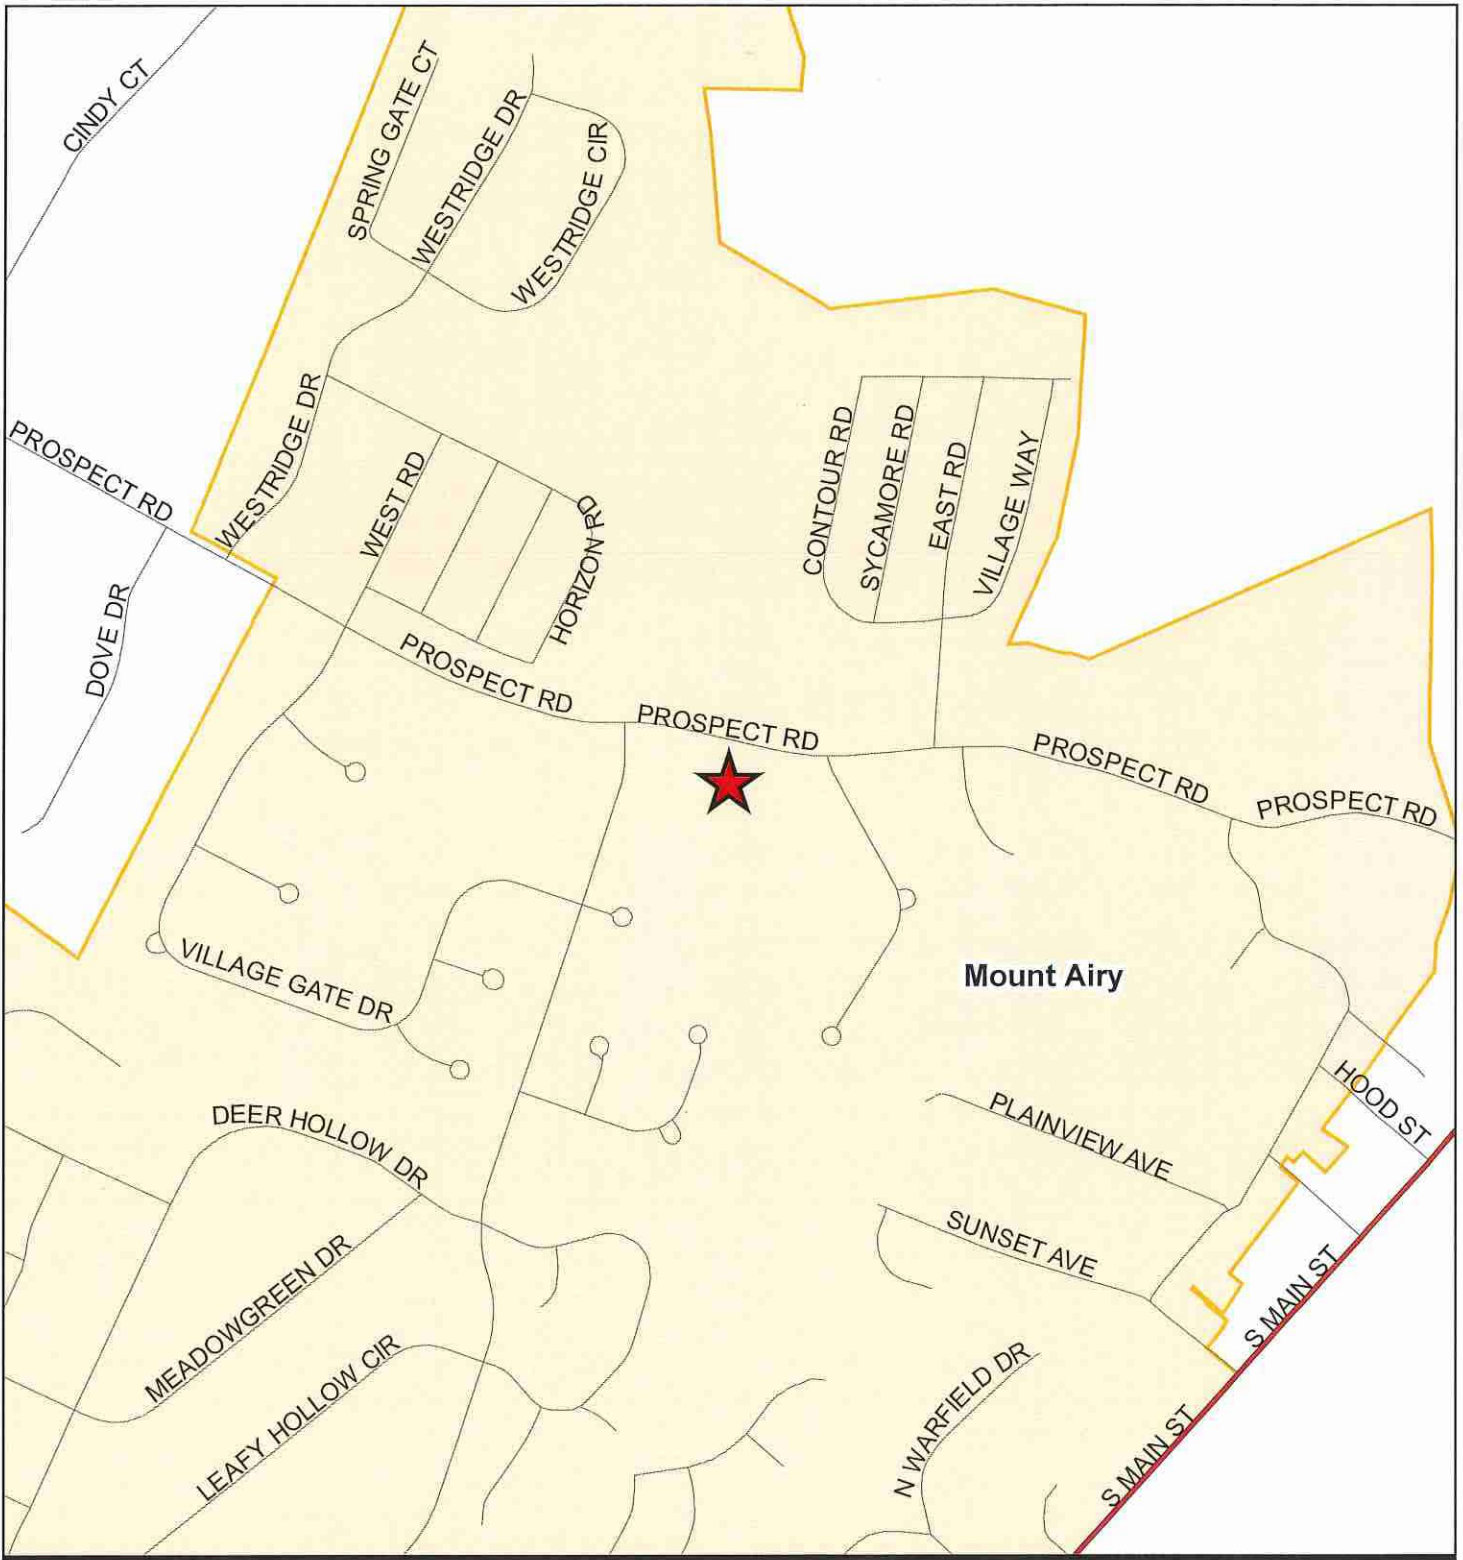 CINDY CT
SPRING GATE CT
WESTRIDGE DR
WESTRIDGE CIR
WESTRIDGE DR
PROSPECT RD
WEST RD
HORIZON RD
CONTOUR RD
SYCAMORE RD
EAST RD
VILLAGE WAY
DOVE DR
PROSPECT RD
PROSPECT RD
PROSPECT RD
PROSPECT RD
VILLAGE GATE DR
Mount Airy
HOOD ST
DEER HOLLOW DR
PLAINVIEW AVE
SUNSET AVE
MEADOWGREEN DR
S MAIN ST
LEAFY HOLLOW CIR
N WARFIELD DR
S MAIN ST